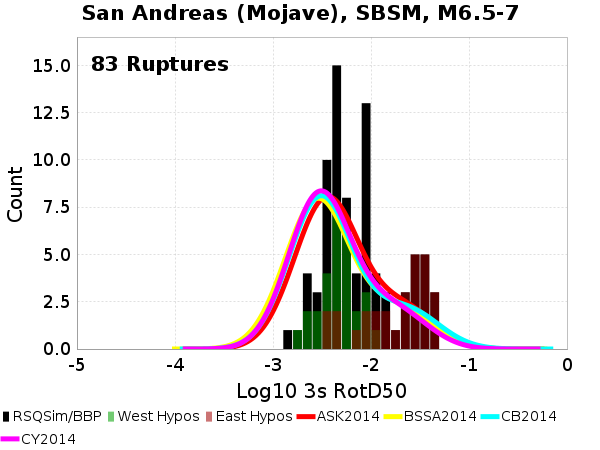 San Andreas (Mojave), SBSM, M6.5-7
83 Ruptures
Count
15.0
12.5
10.0
7.5
5.0
2.5
0.0
-5 -4 -3 -2 -1 0
Log10 3s RotD50
RSQSim/BBP West Hypos East Hypos ASK2014 BSSA2014 CB2014
CY2014